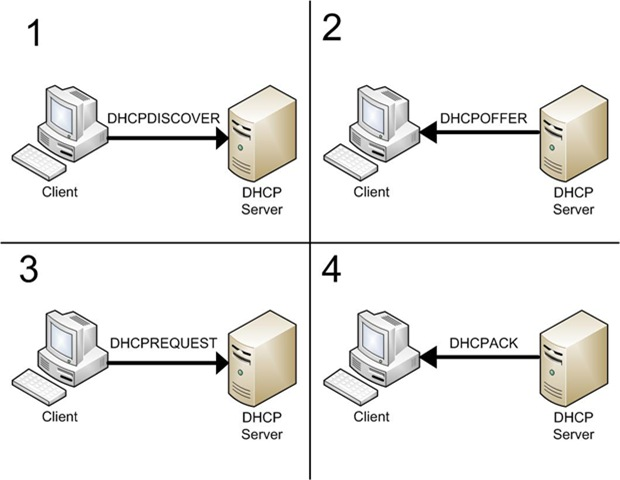 1
DHCPDISCOVER
Client
DHCP
Server
2
DHCPOFFER
Client
DHCP
Server
3
DHCPREQUEST
Client
DHCP
Server
4
DHCPACK
Client
DHCP
Server